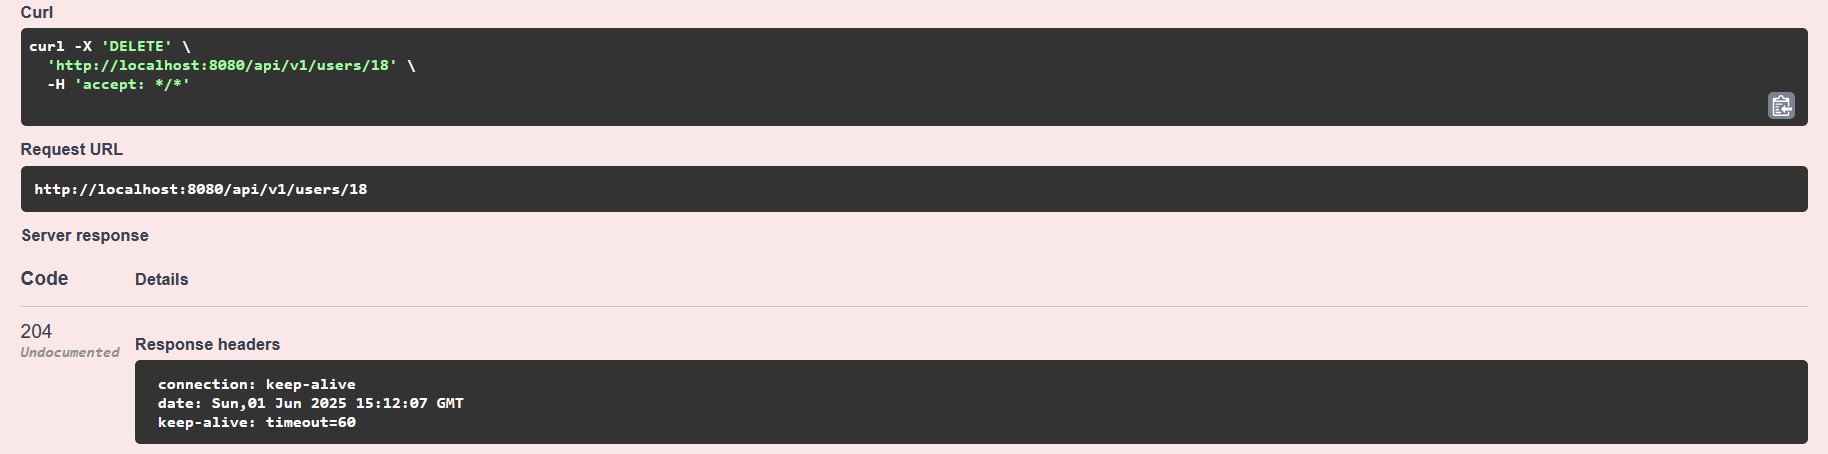 Curl
curl -X 'DELETE' \
  'http://localhost:8080/api/v1/users/18' \
  -H 'accept: */*'
Request URL
http://localhost:8080/api/v1/users/18
Server response
Code Details
204
Undocumented
Response headers
connection: keep-alive
date: Sun,01 Jun 2025 15:12:07 GMT
keep-alive: timeout=60